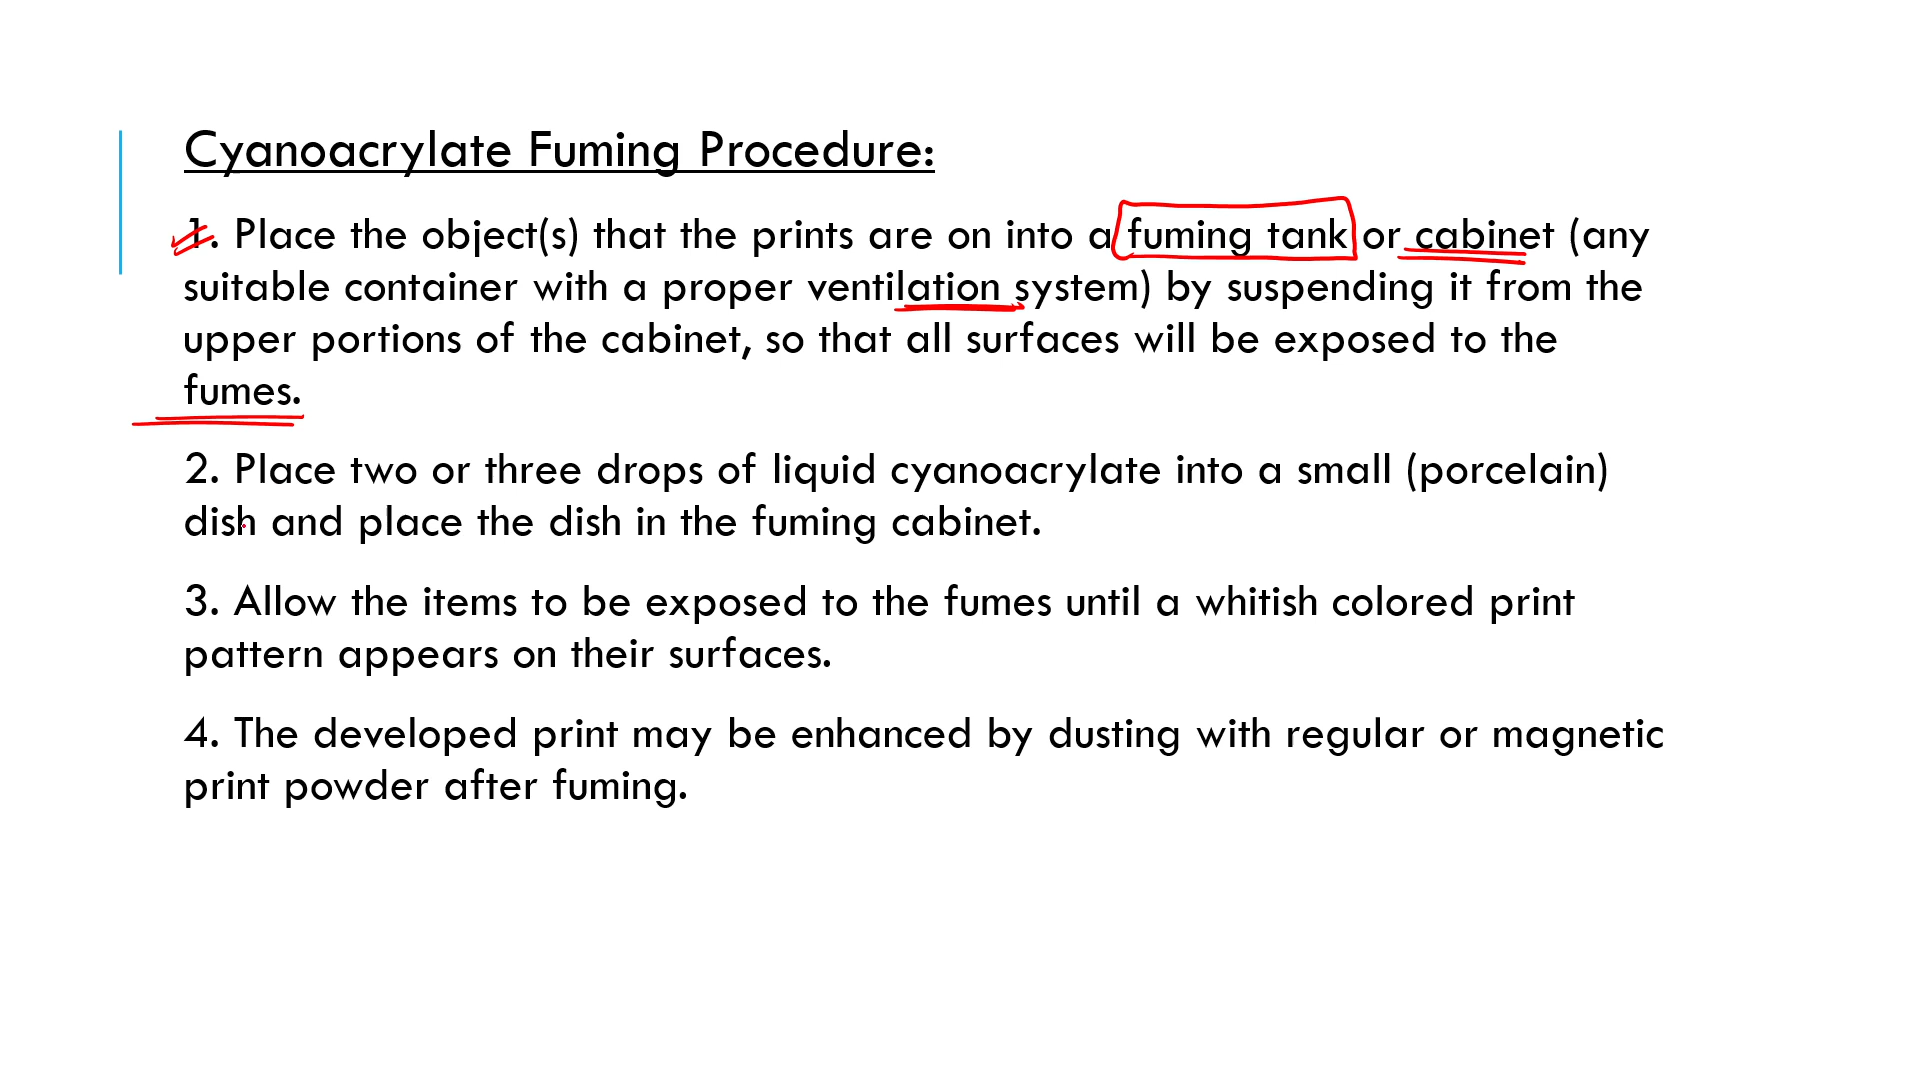 Cyanoacrylate Fuming Procedure:
1. Place the object(s) that the prints are on into a fuming tank or cabinet (any
suitable container with a proper ventilation system) by suspending it from the
upper portions of the cabinet, so that all surfaces will be exposed to the
fumes.
2. Place two or three drops of liquid cyanoacrylate into a small (porcelain)
dish and place the dish in the fuming cabinet.
3. Allow the items to be exposed to the fumes until a whitish colored print
pattern appears on their surfaces.
4. The developed print may be enhanced by dusting with regular or magnetic
print powder after fuming.